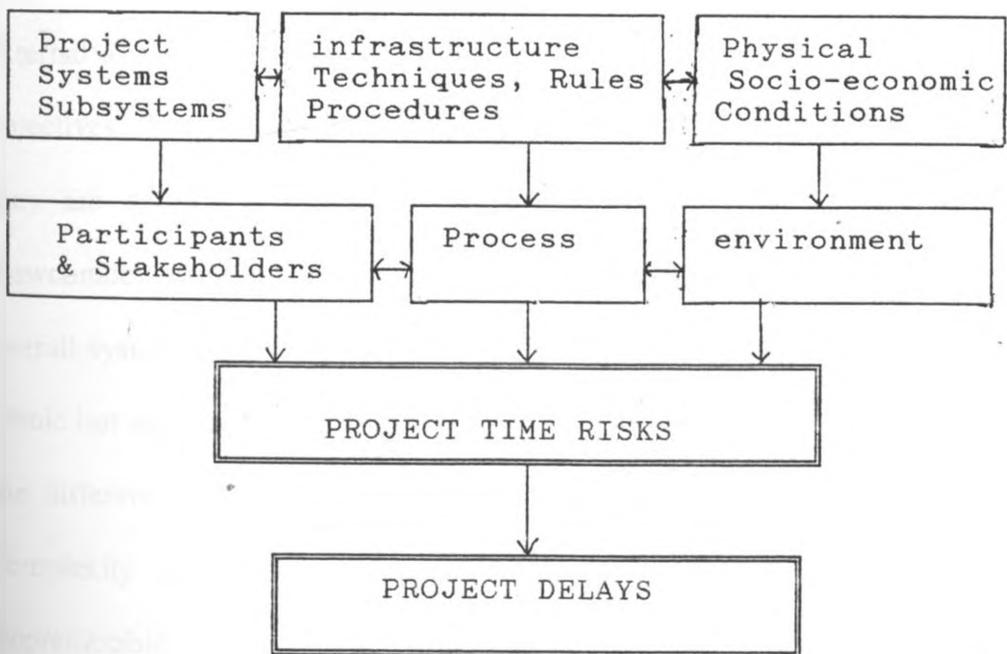 Project
Systems
Subsystems
infrastructure
Techniques, Rules
Procedures
Physical
Socio-economic
Conditions
Participants
& Stakeholders
Process
environment
PROJECT TIME RISKS
PROJECT DELAYS